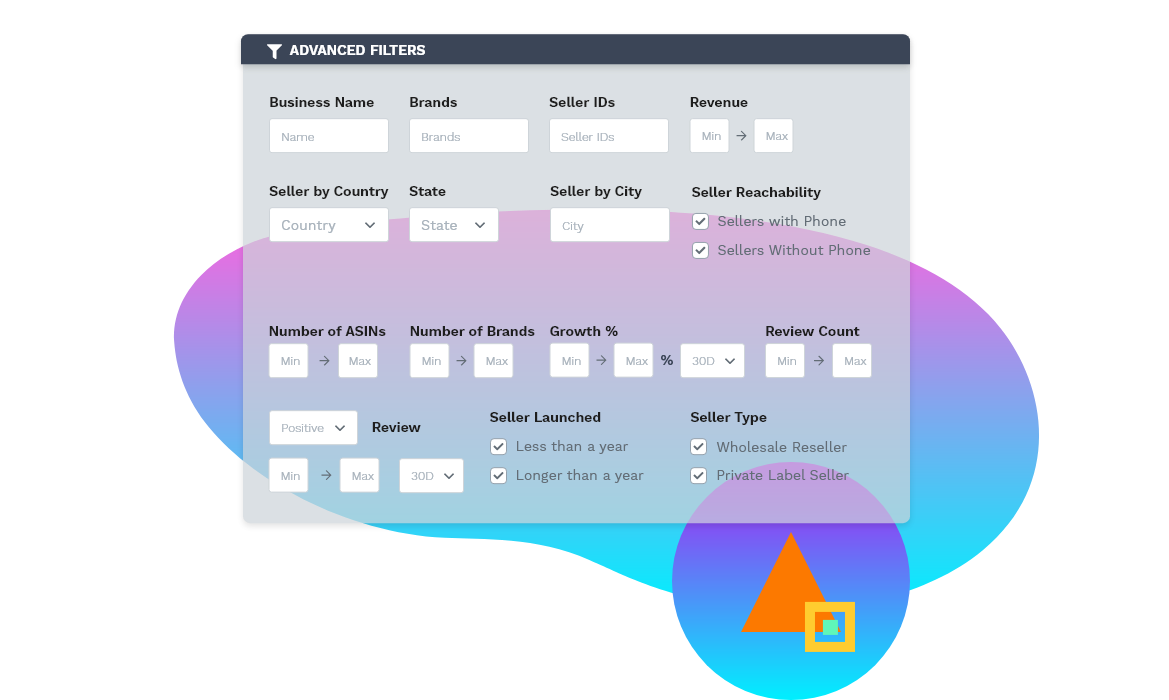 ADVANCED FILTERS
Business Name Brands Seller IDs Revenue
Name Brands Seller IDs Min → Max
Seller by Country State Seller by City Seller Reachability
Country State City Sellers with Phone
Sellers Without Phone
Number of ASINs Number of Brands Growth % Review Count
Min → Max Min → Max Min → Max % 30D Min → Max
Positive Review Seller Launched Seller Type
Less than a year Wholesale Reseller
Min → Max 30D Longer than a year Private Label Seller